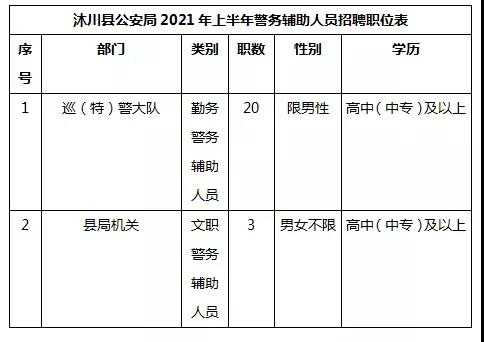 沐川县公安局 2021 年上半年警务辅助人员招聘职位表
序号 部门 类别 职数 性别 学历
1 巡（特）警大队 勤务警务辅助人员 20 限男性 高中（中专）及以上
2 县局机关 文职警务辅助人员 3 男女不限 高中（中专）及以上